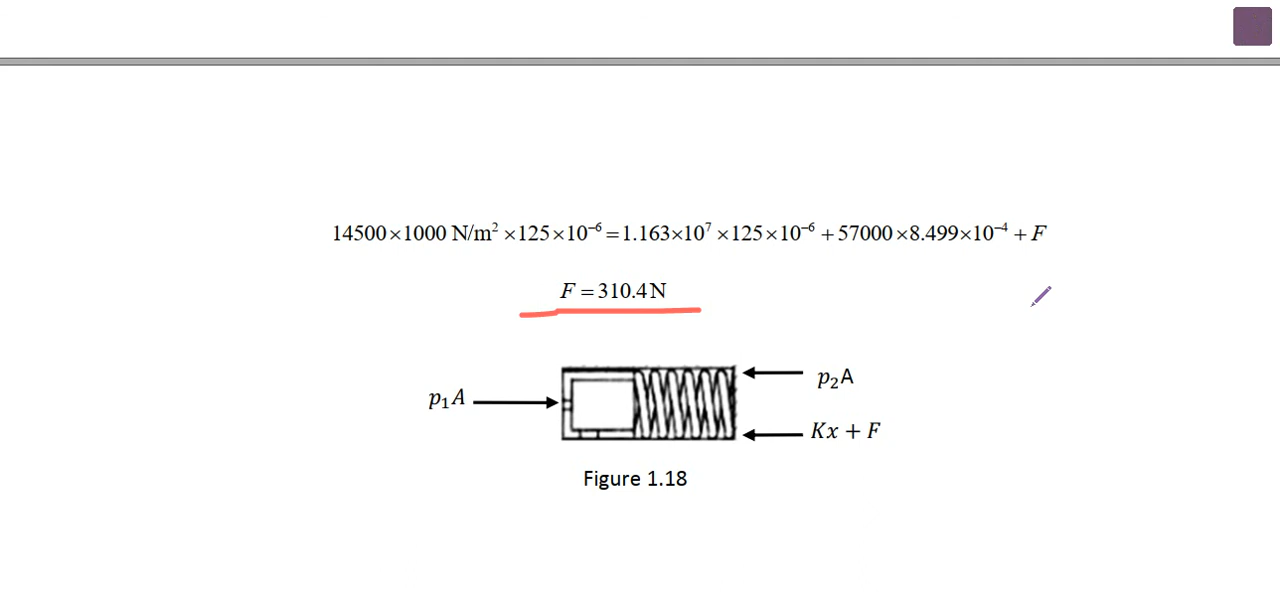 14500×1000 N/m² ×125×10⁻⁶ =1.163×10⁷ ×125×10⁻⁶ +57000×8.499×10⁻⁴ + F
F = 310.4 N
p₁A
p₂A
Kx + F
Figure 1.18